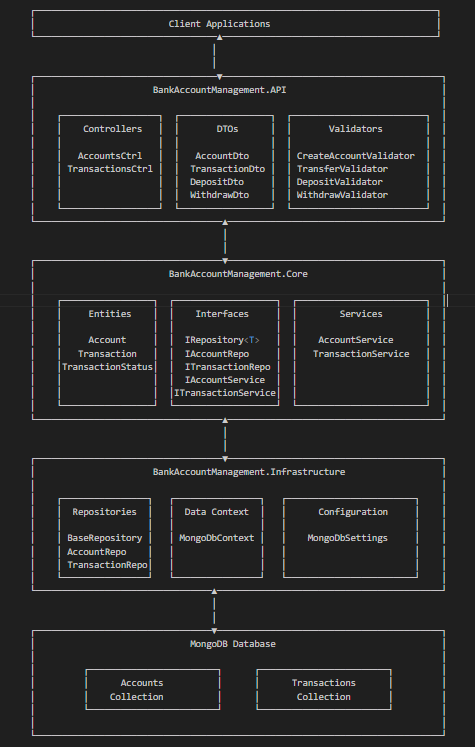 Client Applications
BankAccountManagement.API
Controllers DTOs Validators
AccountsCtrl AccountDto CreateAccountValidator
TransactionsCtrl TransactionDto TransferValidator
DepositDto DepositValidator
WithdrawDto WithdrawValidator
BankAccountManagement.Core
Entities Interfaces Services
Account IRepository<T> AccountService
Transaction IAccountRepo TransactionService
TransactionStatus ITransactionRepo
IAccountService
ITransactionService
BankAccountManagement.Infrastructure
Repositories Data Context Configuration
BaseRepository MongoDbContext MongoDbSettings
AccountRepo
TransactionRepo
MongoDB Database
Accounts Transactions
Collection Collection